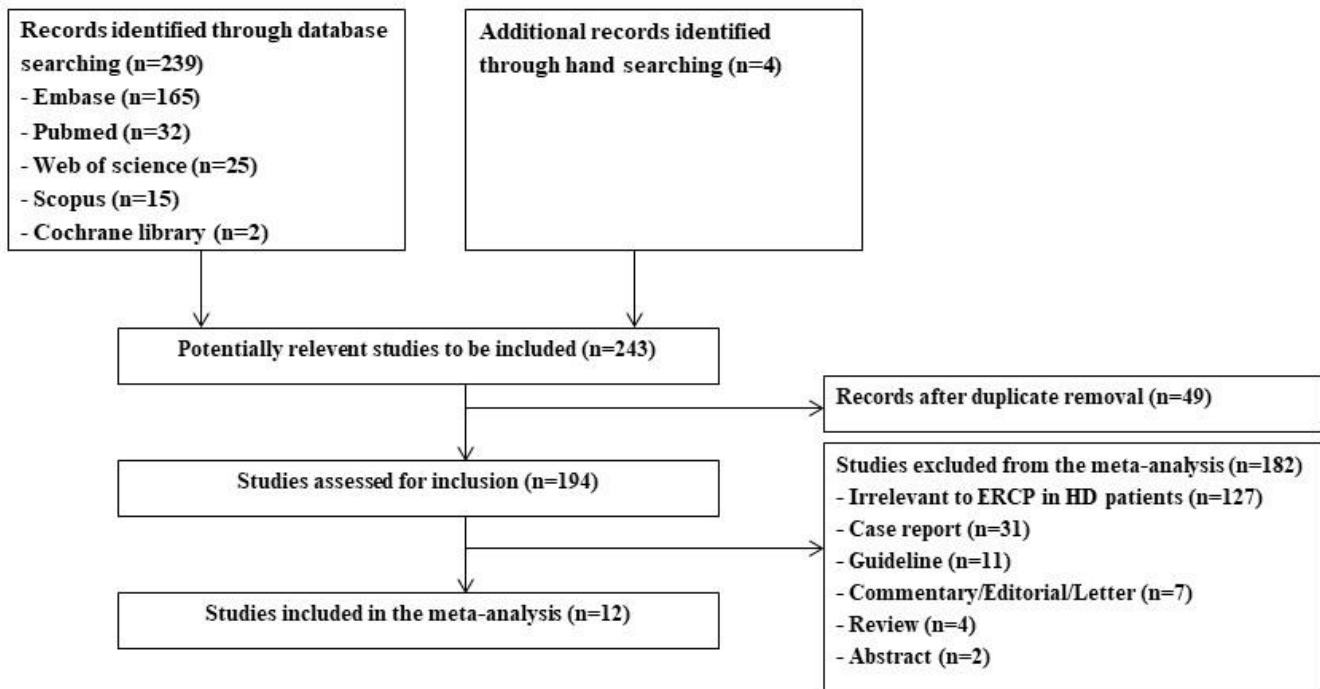 Records identified through database
searching (n=239)
- Embase (n=165)
- Pubmed (n=32)
- Web of science (n=25)
- Scopus (n=15)
- Cochrane library (n=2)
Additional records identified
through hand searching (n=4)
Potentially relevent studies to be included (n=243)
Records after duplicate removal (n=49)
Studies assessed for inclusion (n=194)
Studies excluded from the meta-analysis (n=182)
- Irrelevant to ERCP in HD patients (n=127)
- Case report (n=31)
- Guideline (n=11)
- Commentary/Editorial/Letter (n=7)
- Review (n=4)
- Abstract (n=2)
Studies included in the meta-analysis (n=12)